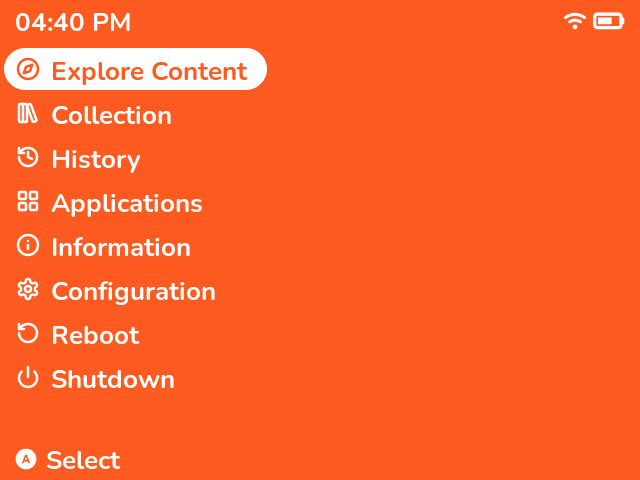 04:40 PM
Explore Content
Collection
History
Applications
Information
Configuration
Reboot
Shutdown
A Select